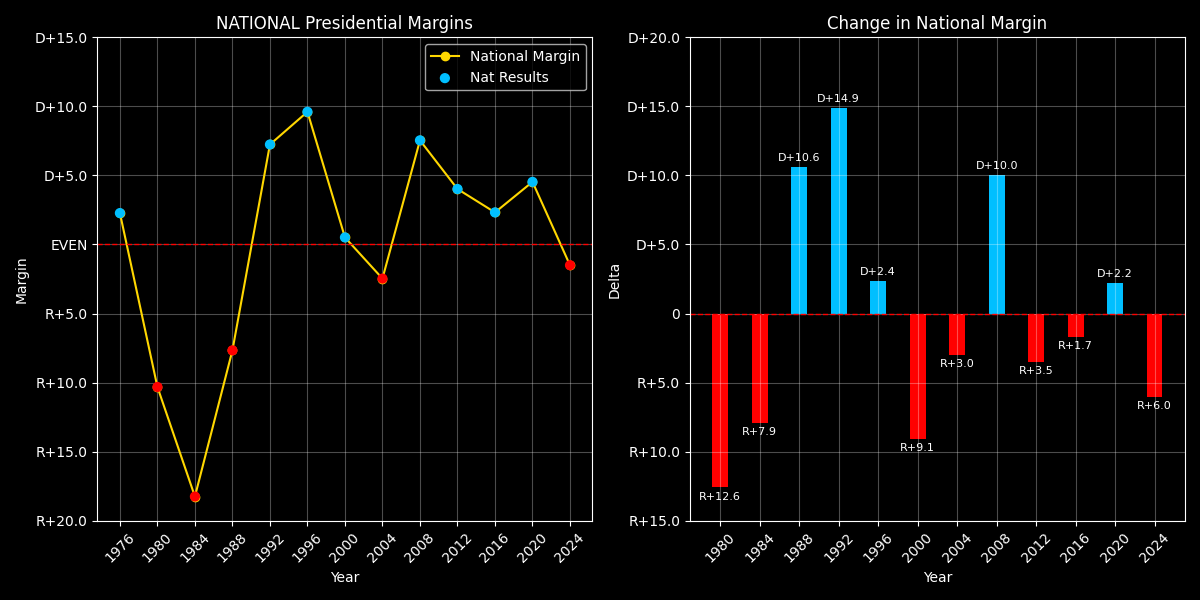 NATIONAL Presidential Margins
D+15.0
D+10.0
D+5.0
EVEN
R+5.0
R+10.0
R+15.0
R+20.0
Margin
National Margin
Nat Results
1976
1980
1984
1988
1992
1996
2000
2004
2008
2012
2016
2020
2024
Year
Change in National Margin
D+20.0
D+15.0
D+10.0
D+5.0
0
R+5.0
R+10.0
R+15.0
Delta
R+12.6
R+7.9
D+10.6
D+14.9
D+2.4
R+9.1
R+3.0
D+10.0
R+3.5
R+1.7
D+2.2
R+6.0
1980
1984
1988
1992
1996
2000
2004
2008
2012
2016
2020
2024
Year